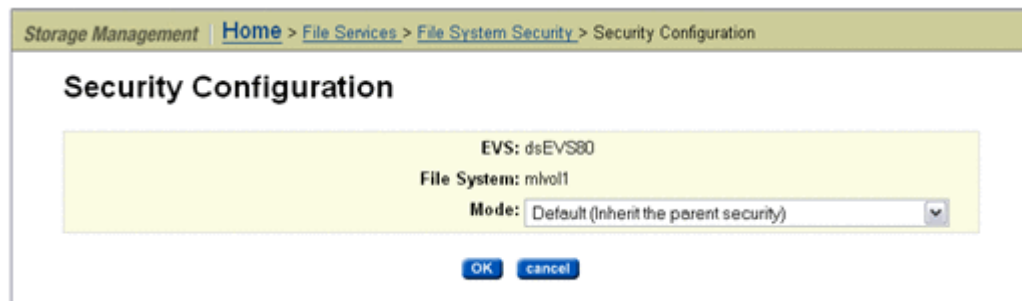 Storage Management | Home > File Services > File System Security > Security Configuration
Security Configuration
EVS: dsEVS80
File System: mlvol1
Mode: Default (Inherit the parent security)
OK cancel